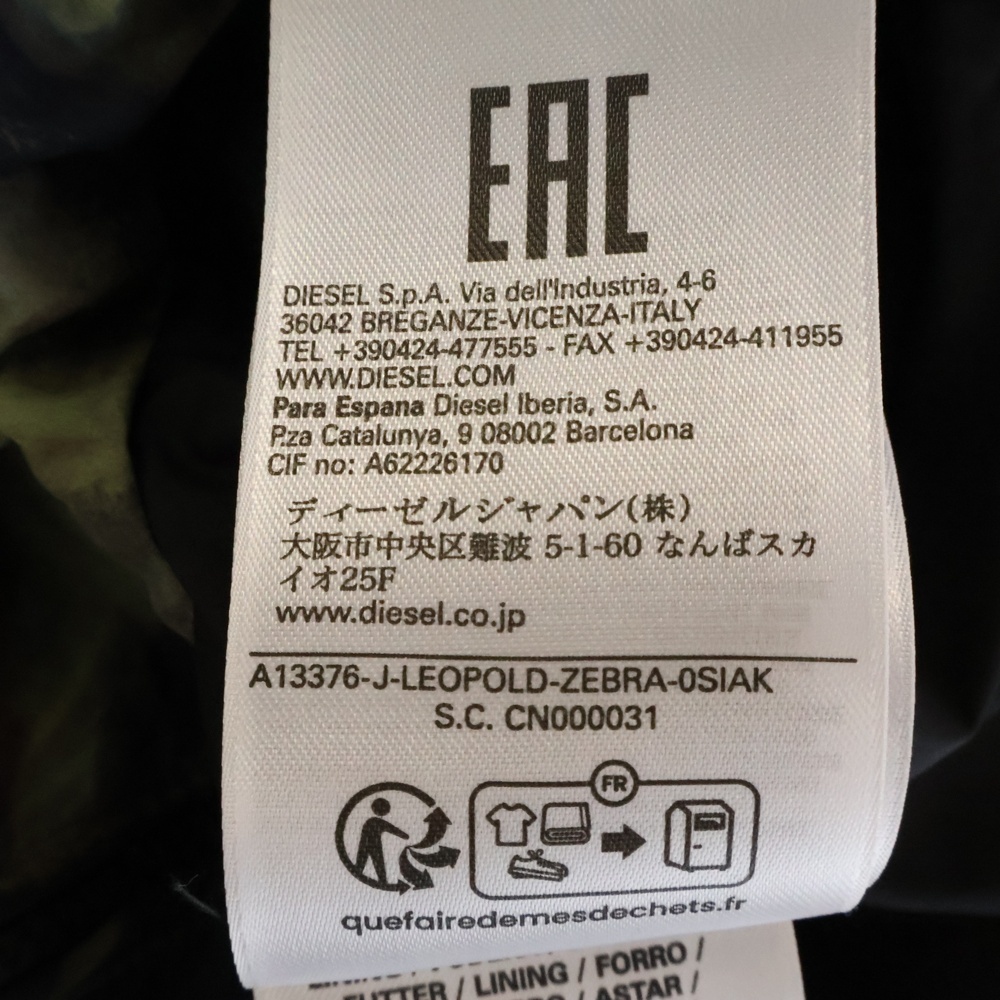 EAC
DIESEL S.p.A. Via dell'Industria, 4-6
36042 BREGANZE-VICENZA-ITALY
TEL +390424-477555 - FAX +390424-411955
WWW.DIESEL.COM
Para Espana Diesel Iberia, S.A.
P.za Catalunya, 9 08002 Barcelona
CIF no: A62226170
ディーゼルジャパン(株)
大阪市中央区難波 5-1-60 なんばスカ
イオ25F
www.diesel.co.jp
A13376-J-LEOPOLD-ZEBRA-0SIAK
S.C. CN000031
FR
quefairedemesdechets.fr
FUTTER / LINING / FORRO /
ASTAR /